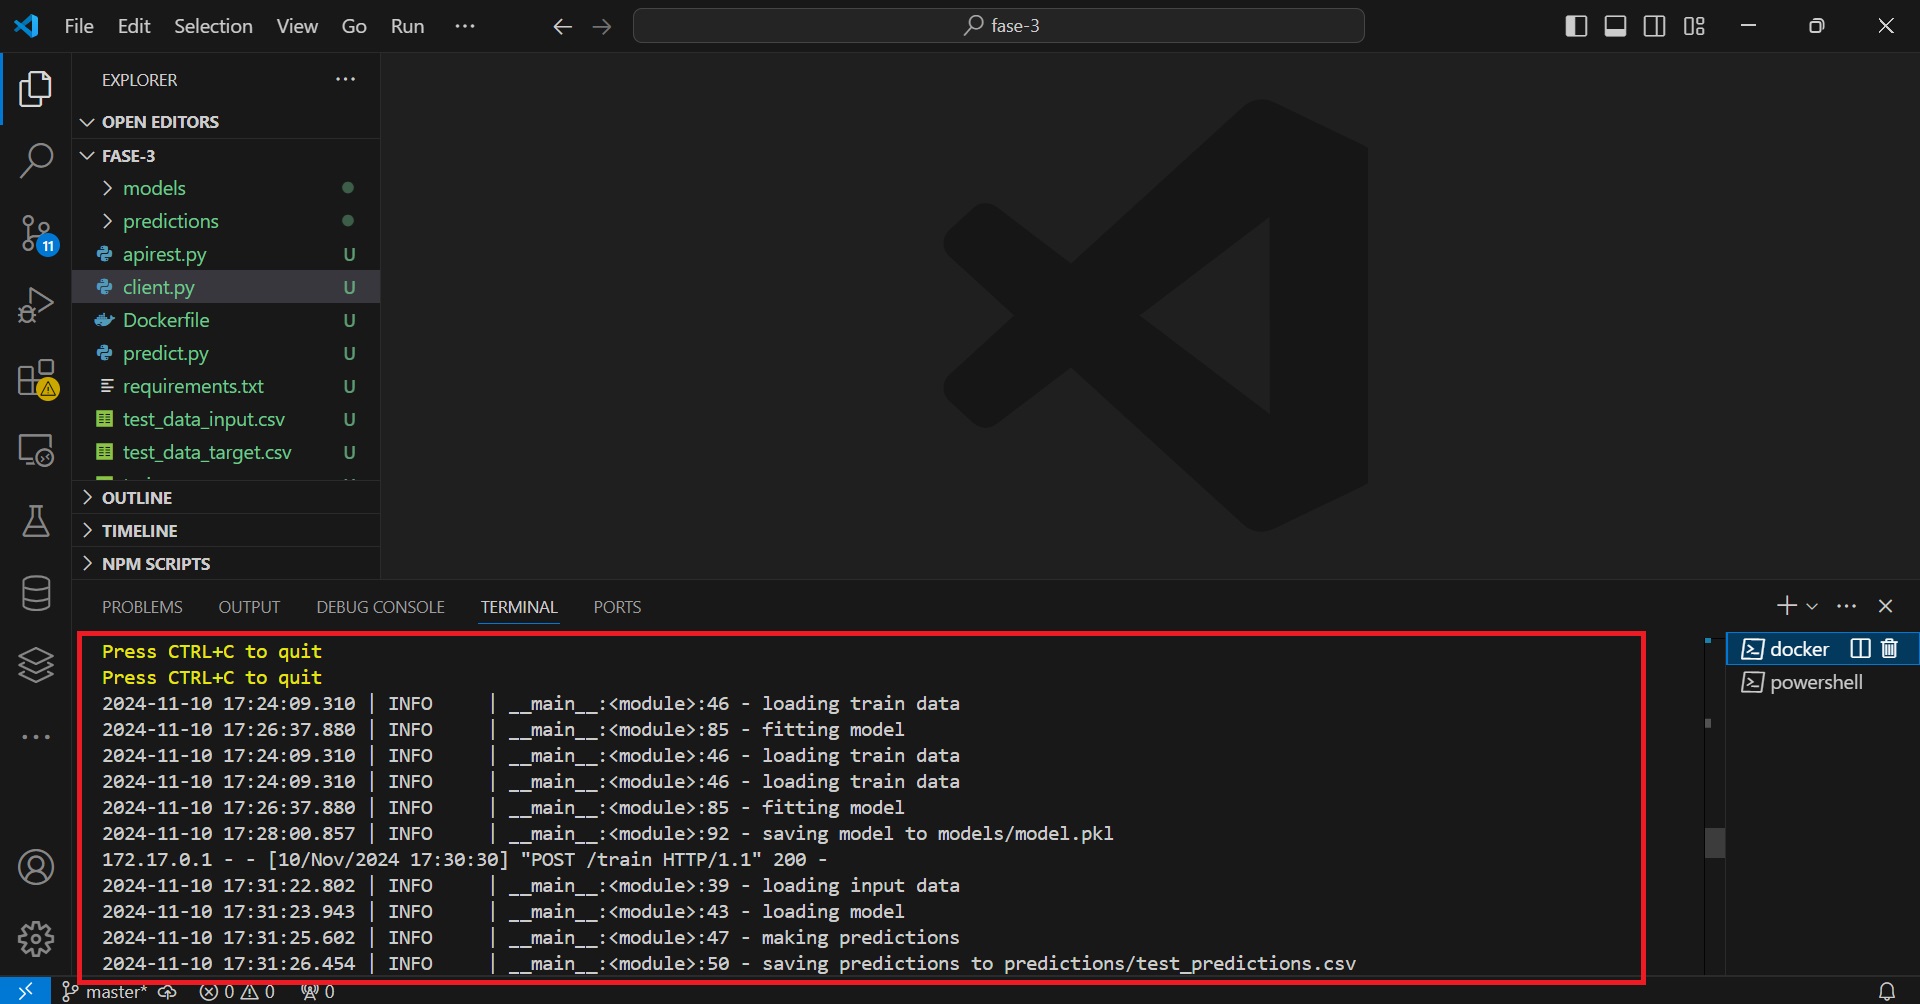 File Edit Selection View Go Run ···
fase-3
EXPLORER
OPEN EDITORS
FASE-3
models
predictions
apirest.py U
client.py U
Dockerfile U
predict.py U
requirements.txt U
test_data_input.csv U
test_data_target.csv U
OUTLINE
TIMELINE
NPM SCRIPTS
11
PROBLEMS OUTPUT DEBUG CONSOLE TERMINAL PORTS
Press CTRL+C to quit
Press CTRL+C to quit
2024-11-10 17:24:09.310 | INFO     | __main__:<module>:46 - loading train data
2024-11-10 17:26:37.880 | INFO     | __main__:<module>:85 - fitting model
2024-11-10 17:24:09.310 | INFO     | __main__:<module>:46 - loading train data
2024-11-10 17:24:09.310 | INFO     | __main__:<module>:46 - loading train data
2024-11-10 17:26:37.880 | INFO     | __main__:<module>:85 - fitting model
2024-11-10 17:28:00.857 | INFO     | __main__:<module>:92 - saving model to models/model.pkl
172.17.0.1 - - [10/Nov/2024 17:30:30] "POST /train HTTP/1.1" 200 -
2024-11-10 17:31:22.802 | INFO     | __main__:<module>:39 - loading input data
2024-11-10 17:31:23.943 | INFO     | __main__:<module>:43 - loading model
2024-11-10 17:31:25.602 | INFO     | __main__:<module>:47 - making predictions
2024-11-10 17:31:26.454 | INFO     | __main__:<module>:50 - saving predictions to predictions/test_predictions.csv
docker
powershell
master* 0 0 0